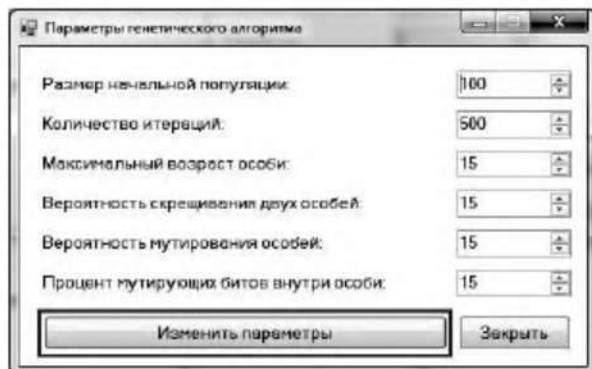 Параметры генетического алгоритма
Размер начальной популяции: 100
Количество итераций: 500
Максимальный возраст особи: 15
Вероятность скрещивания двух особей: 15
Вероятность мутирования особей: 15
Процент мутирующих битов внутри особи: 15
Изменить параметры Закрыть